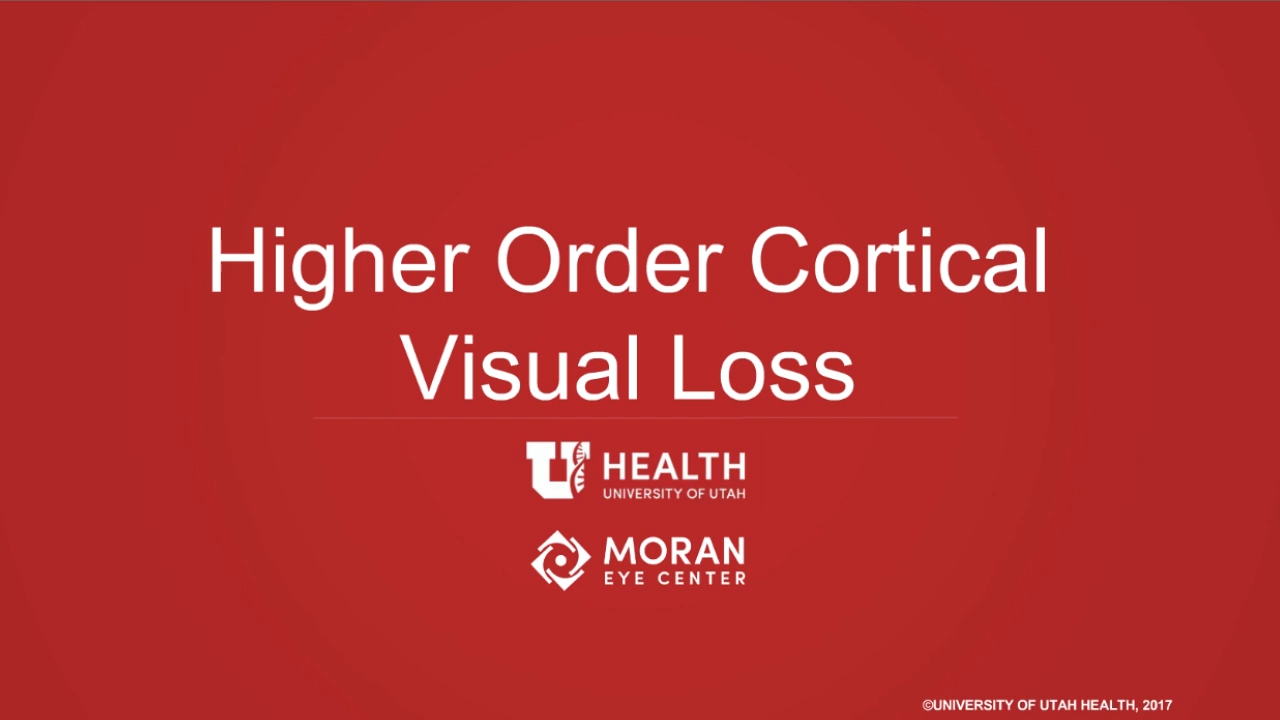 Higher Order Cortical
Visual Loss
U HEALTH
UNIVERSITY OF UTAH
MORAN
EYE CENTER
©UNIVERSITY OF UTAH HEALTH, 2017